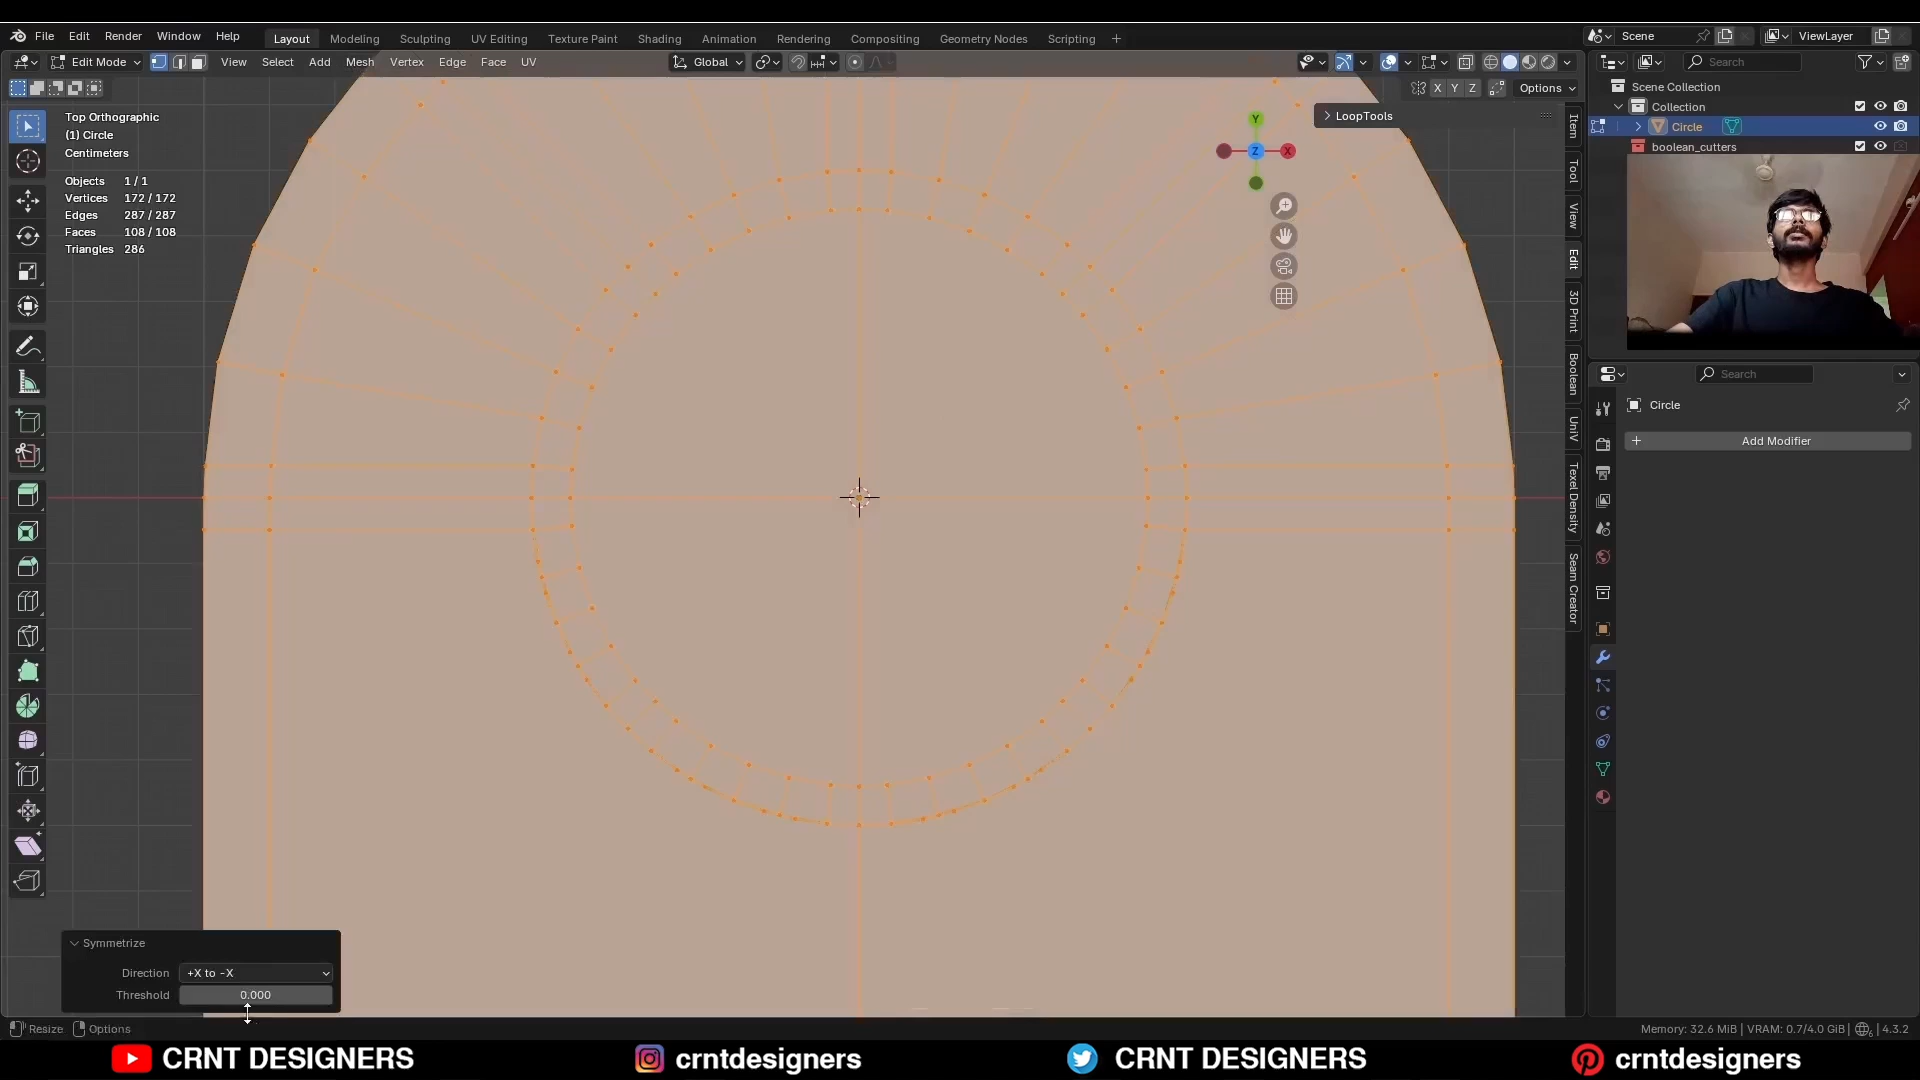 File Edit Render Window Help Layout Modeling Sculpting UV Editing Texture Paint Shading Animation Rendering Compositing Geometry Nodes Scripting + Scene ViewLayer
Edit Mode View Select Add Mesh Vertex Edge Face UV Global Search
X Y Z Options
Top Orthographic
(1) Circle
Centimeters
Objects 1 / 1
Vertices 172 / 172
Edges 287 / 287
Faces 108 / 108
Triangles 286
LoopTools
Y
Z
X
Item
Tool
View
Edit
3D Print
Boolean
UniV
Texel Density
Seam Creator
Scene Collection
Collection
Circle
boolean_cutters
Search
Circle
+ Add Modifier
Symmetrize
Direction +X to -X
Threshold 0.000
Resize Options
Memory: 32.6 MiB | VRAM: 0.7/4.0 GiB | 4.3.2
CRNT DESIGNERS crntdesigners CRNT DESIGNERS crntdesigners